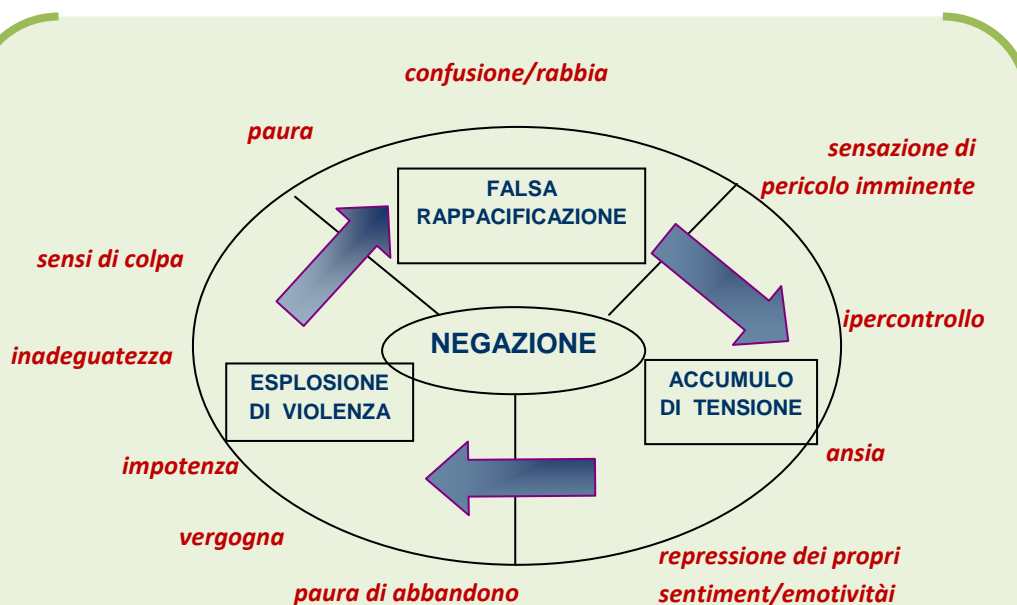 confusione/rabbia
paura
sensazione di
pericolo imminente
FALSA
RAPPACIFICAZIONE
sensi di colpa
ipercontrollo
NEGAZIONE
inadeguatezza
ESPLOSIONE
DI VIOLENZA
ACCUMULO
DI TENSIONE
impotenza
ansia
vergogna
repressione dei propri
sentiment/emotivitài
paura di abbandono